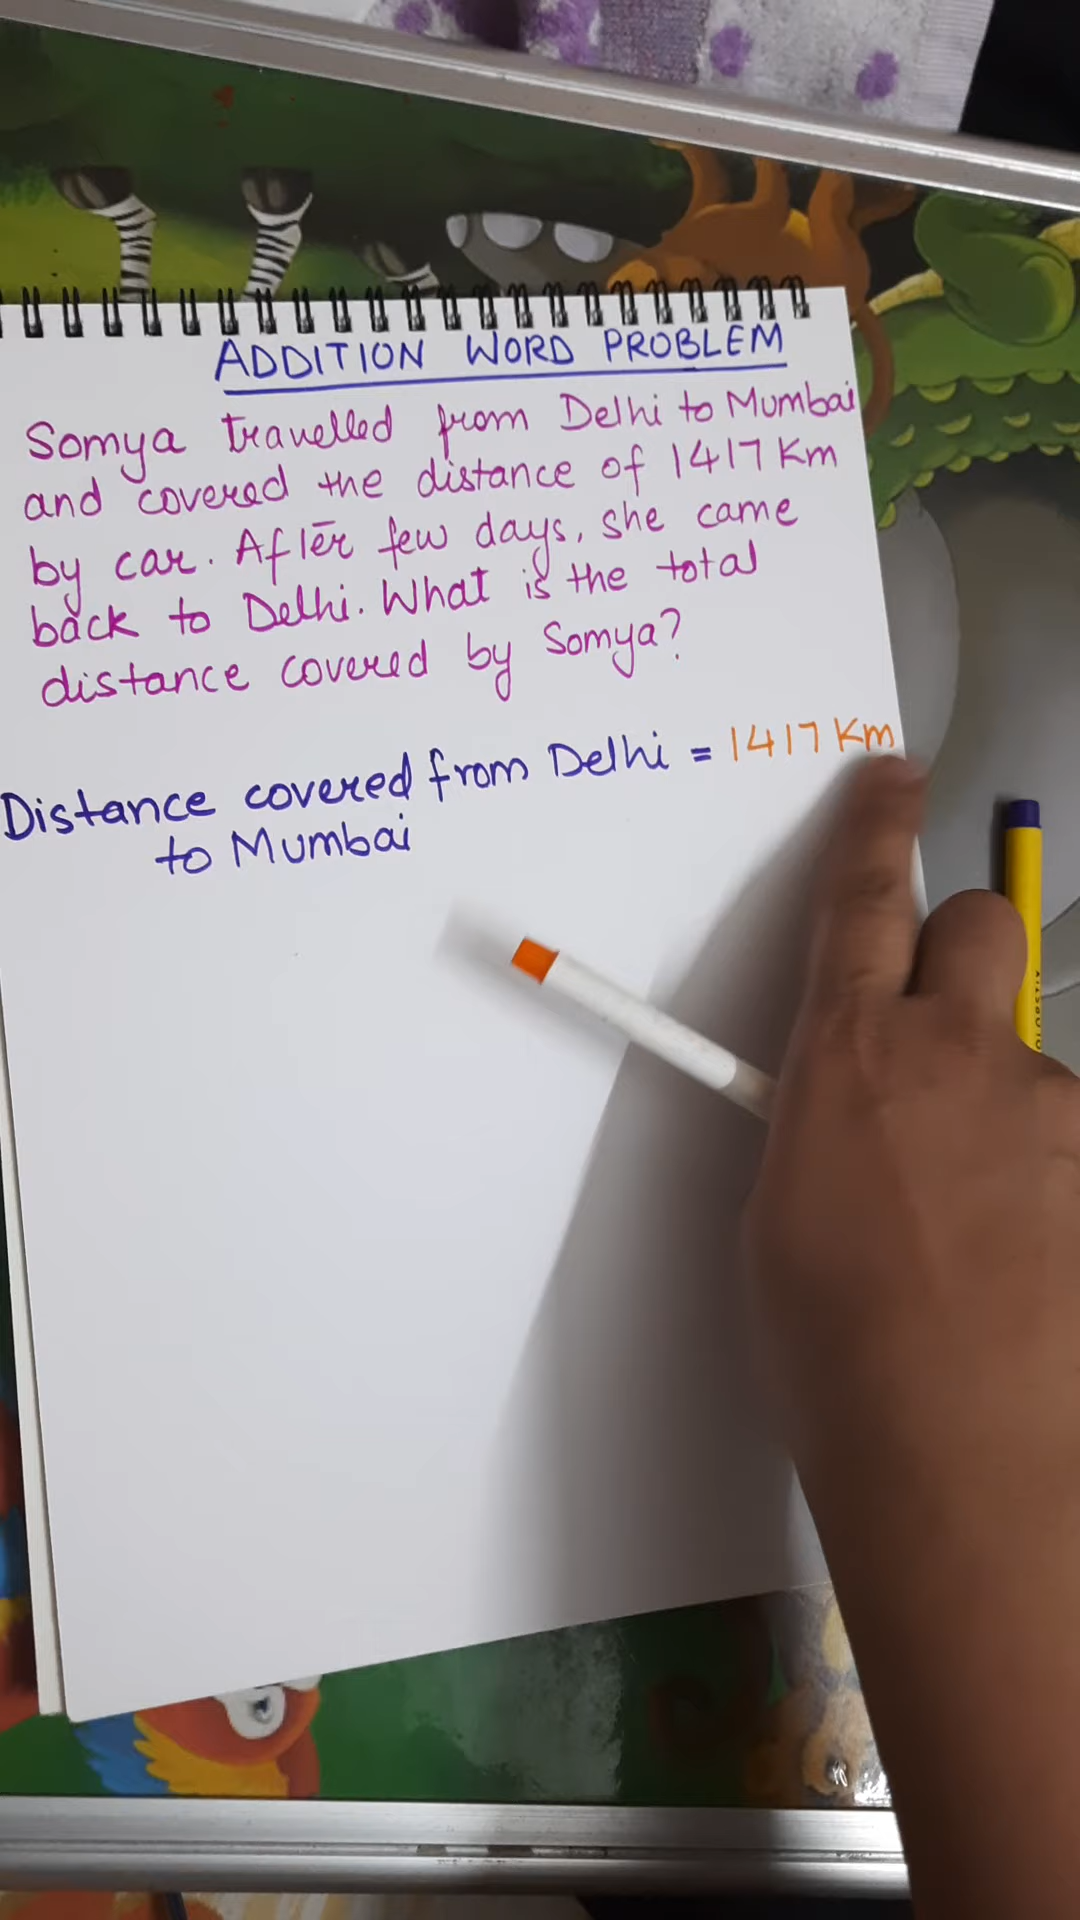 ADDITION WORD PROBLEM
Somya travelled from Delhi to Mumbai
and covered the distance of 1417 Km
by car. After few days, she came
back to Delhi. What is the total
distance covered by Somya?
Distance covered from Delhi = 1417 Km
to Mumbai